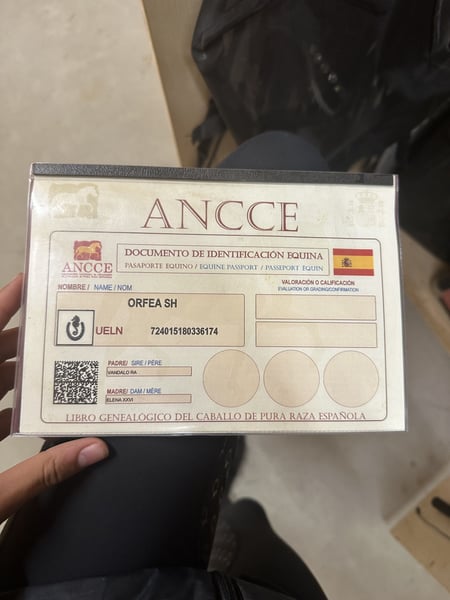 ANCCE
DOCUMENTO DE IDENTIFICACIÓN EQUINA
PASAPORTE EQUINO / EQUINE PASSPORT / PASSEPORT ÉQUIN
ANCCE
NOMBRE / NAME / NOM
VALORACIÓN O CALIFICACIÓN
EVALUATION OR GRADING/CONFIRMATION
ORFEA SH
UELN 724015180336174
PADRE/ SIRE / PÈRE
VANDALO RA
MADRE/ DAM / MÈRE
ELENA XXVI
LIBRO GENEALÓGICO DEL CABALLO DE PURA RAZA ESPAÑOLA